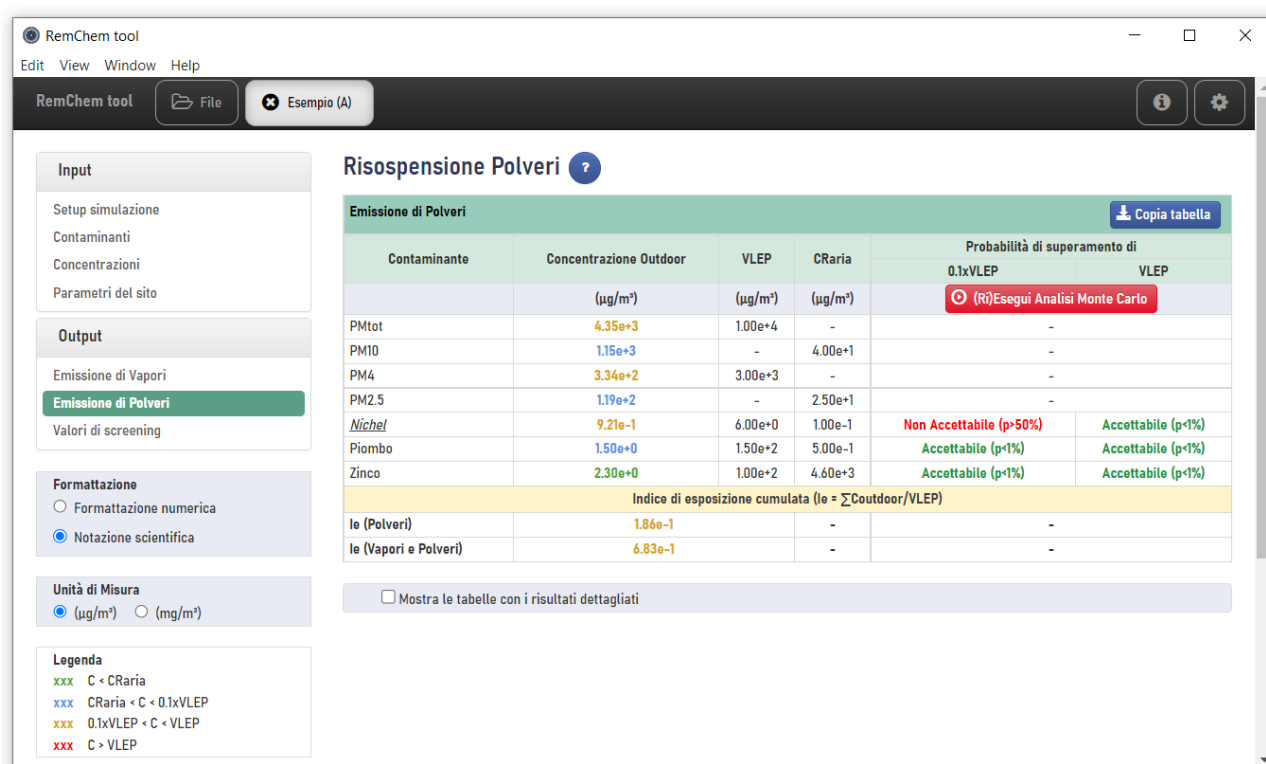 RemChem tool
Edit View Window Help
RemChem tool File Esempio (A)
Input
Setup simulazione
Contaminanti
Concentrazioni
Parametri del sito
Output
Emissione di Vapori
Emissione di Polveri
Valori di screening
Formattazione
Formattazione numerica
Notazione scientifica
Unità di Misura
(µg/m³) (mg/m³)
Legenda
xxx C < CRaria
xxx CRaria < C < 0.1xVLEP
xxx 0.1xVLEP < C < VLEP
xxx C > VLEP
Risospensione Polveri ?
Emissione di Polveri Copia tabella
Contaminante Concentrazione Outdoor VLEP CRaria Probabilità di superamento di
0.1xVLEP VLEP
(µg/m³) (µg/m³) (µg/m³) (Ri)Esegui Analisi Monte Carlo
PMtot 4.35e+3 1.00e+4 - -
PM10 1.15e+3 - 4.00e+1 -
PM4 3.34e+2 3.00e+3 - -
PM2.5 1.19e+2 - 2.50e+1 -
Nichel 9.21e-1 6.00e+0 1.00e-1 Non Accettabile (p>50%) Accettabile (p<1%)
Piombo 1.50e+0 1.50e+2 5.00e-1 Accettabile (p<1%) Accettabile (p<1%)
Zinco 2.30e+0 1.00e+2 4.60e+3 Accettabile (p<1%) Accettabile (p<1%)
Indice di esposizione cumulata (Ie = ∑Coutdoor/VLEP)
Ie (Polveri) 1.86e-1 - -
Ie (Vapori e Polveri) 6.83e-1 - -
Mostra le tabelle con i risultati dettagliati